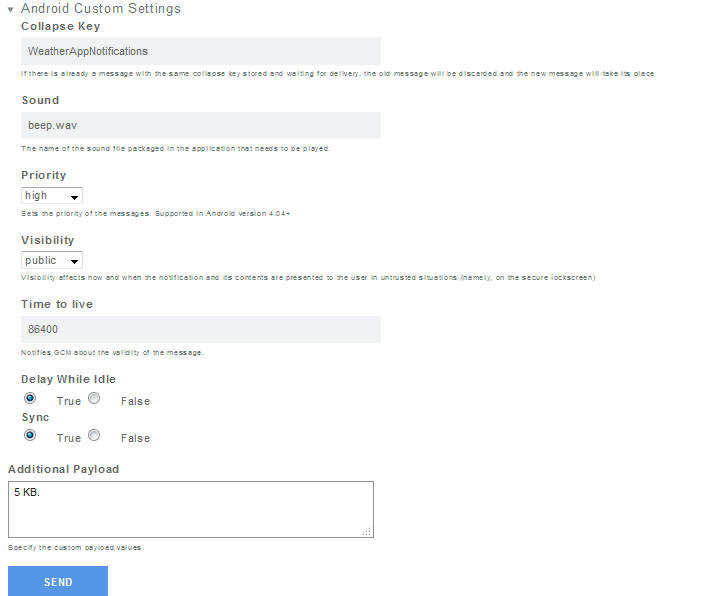 Android Custom Settings
Collapse Key
WeatherAppNotifications
If there is already a message with the same collapse key stored and waiting for delivery, the old message will be discarded and the new message will take its place
Sound
beep.wav
The name of the sound file packaged in the application that needs to be played.
Priority
high
Sets the priority of the messages. Supported in Android version 4.04+
Visibility
public
Visibility affects how and when the notification and its contents are presented to the user in untrusted situations (namely, on the secure lockscreen)
Time to live
86400
Notifies GCM about the validity of the message.
Delay While Idle
True False
Sync
True False
Additional Payload
5 KB.
Specify the custom payload values.
SEND